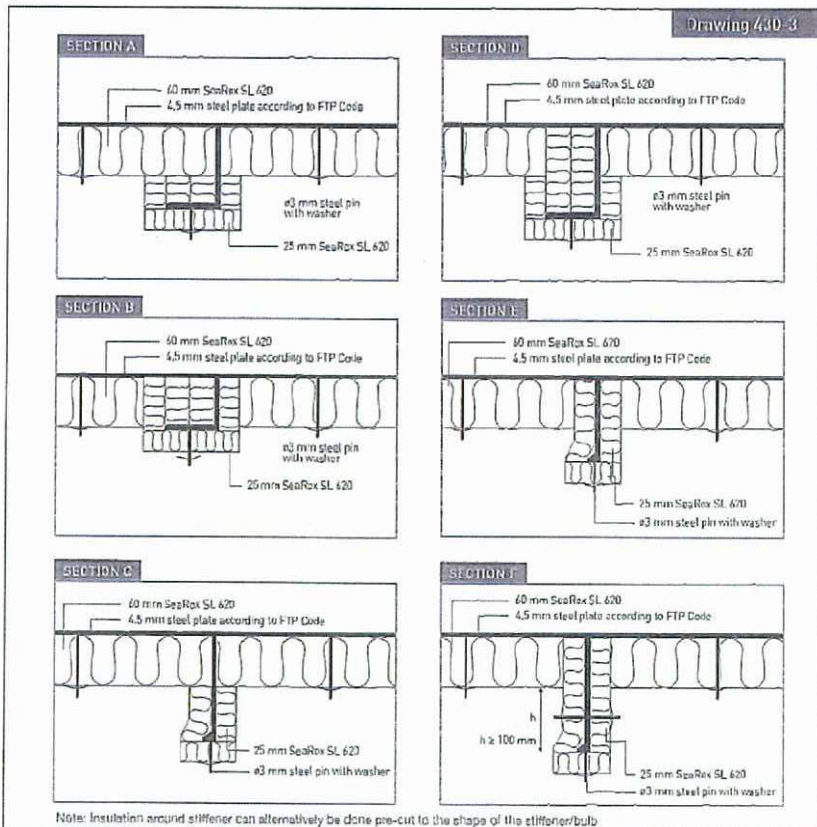 Drawing 430-3
SECTION A
60 mm SeaRox SL 620
4,5 mm steel plate according to FTP Code
ø3 mm steel pin
with washer
25 mm SeaRox SL 620
SECTION D
60 mm SeaRox SL 620
4,5 mm steel plate according to FTP Code
ø3 mm steel pin
with washer
25 mm SeaRox SL 620
SECTION B
60 mm SeaRox SL 620
4,5 mm steel plate according to FTP Code
ø3 mm steel pin
with washer
25 mm SeaRox SL 620
SECTION E
60 mm SeaRox SL 620
4,5 mm steel plate according to FTP Code
25 mm SeaRox SL 620
ø3 mm steel pin with washer
SECTION C
60 mm SeaRox SL 620
4.5 mm steel plate according to FTP Code
25 mm SeaRox SL 620
ø3 mm steel pin with washer
SECTION F
60 mm SeaRox SL 620
4,5 mm steel plate according to FTP Code
h
h ≥ 100 mm
25 mm SeaRox SL 620
ø3 mm steel pin with washer
Note: Insulation around stiffener can alternatively be done pre-cut to the shape of the stiffener/bulb